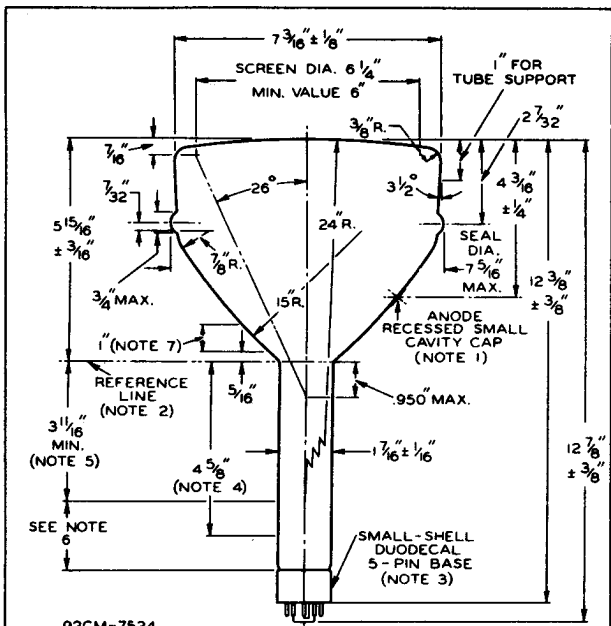 7 3/16" ± 1/8"
SCREEN DIA. 6 1/4"
MIN. VALUE 6"
1" FOR
TUBE SUPPORT
2 7/32"
3/8" R.
7/16"
26°
3 1/2°
4 3/16"
± 1/4"
7/32"
5 15/16"
± 3/16"
24" R.
SEAL
DIA.
7 5/16"
MAX.
7/8" R.
3/4" MAX.
15" R.
12 3/8"
± 3/8"
ANODE
RECESSED SMALL
CAVITY CAP
(NOTE 1)
1" (NOTE 7)
REFERENCE
LINE
(NOTE 2)
5/16"
.950" MAX.
3 11/16"
MIN.
(NOTE 5)
1 7/16" ± 1/16"
12 7/8"
± 3/8"
4 5/8"
(NOTE 4)
SEE NOTE
6
SMALL-SHELL
DUODECAL
5-PIN BASE
(NOTE 3)
92CM-7534